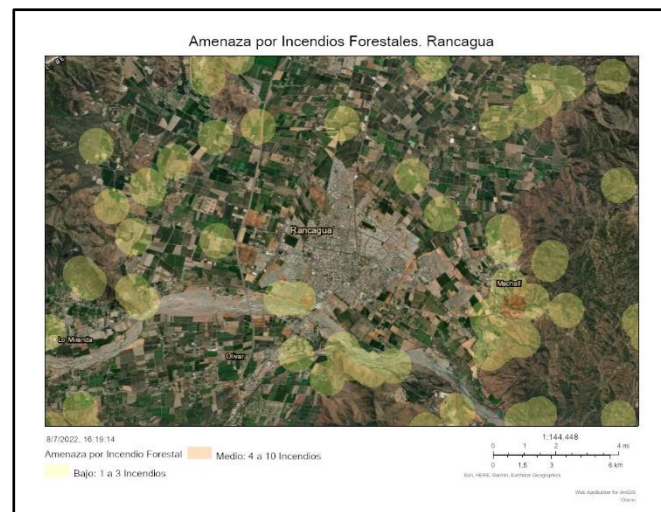 Amenaza por Incendios Forestales. Rancagua
Rancagua
Machalí
Lo Miranda
Olivar
8/7/2022, 16:19:14
Amenaza por Incendio Forestal
Medio: 4 a 10 Incendios
Bajo: 1 a 3 Incendios
1:144,448
0 1 2 4 mi
0 1.5 3 6 km
Esri, HERE, Garmin, Earthstar Geographics
Web AppBuilder for ArcGIS